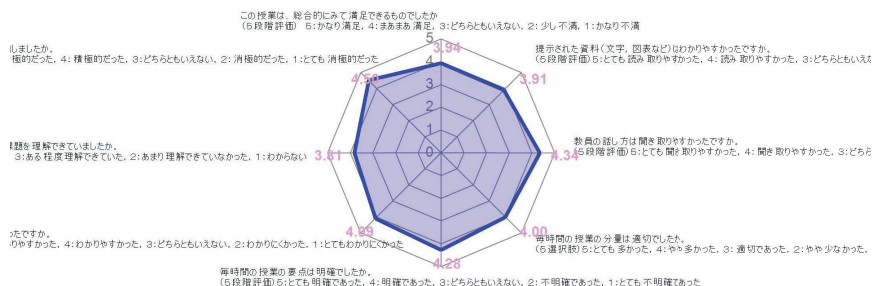 この授業は、総合的にみて満足できるものでしたか
(5段階評価) 5:かなり満足, 4:まあまあ満足, 3:どちらともいえない, 2:少し不満, 1:かなり不満
3.94
提示された資料(文字, 図表など)はわかりやすかったですか。
(5段階評価)5:とても読み取りやすかった, 4:読み取りやすかった, 3:どちらともいえな
3.91
教員の話し方は聞き取りやすかったですか。
(5段階評価)5:とても聞き取りやすかった, 4:聞き取りやすかった, 3:どちら
4.34
毎時間の授業の分量は適切でしたか。
(5選択肢)5:とても多かった, 4:やや多かった, 3:適切であった, 2:やや少なかった,
4.00
毎時間の授業の要点は明確でしたか。
(5段階評価)5:とても明確であった, 4:明確であった, 3:どちらともいえない, 2:不明確であった, 1:とても不明確であった
4.28
ったですか。
りやすかった, 4:わかりやすかった, 3:どちらともいえない, 2:わかりにくかった, 1:とてもわかりにくかった
4.09
題を理解できていましたか。
3:ある程度理解できていた, 2:あまり理解できていなかった, 1:わからない
3.81
しましたか。
極的だった, 4:積極的だった, 3:どちらともいえない, 2:消極的だった, 1:とても消極的だった
5
4
3
2
1
0